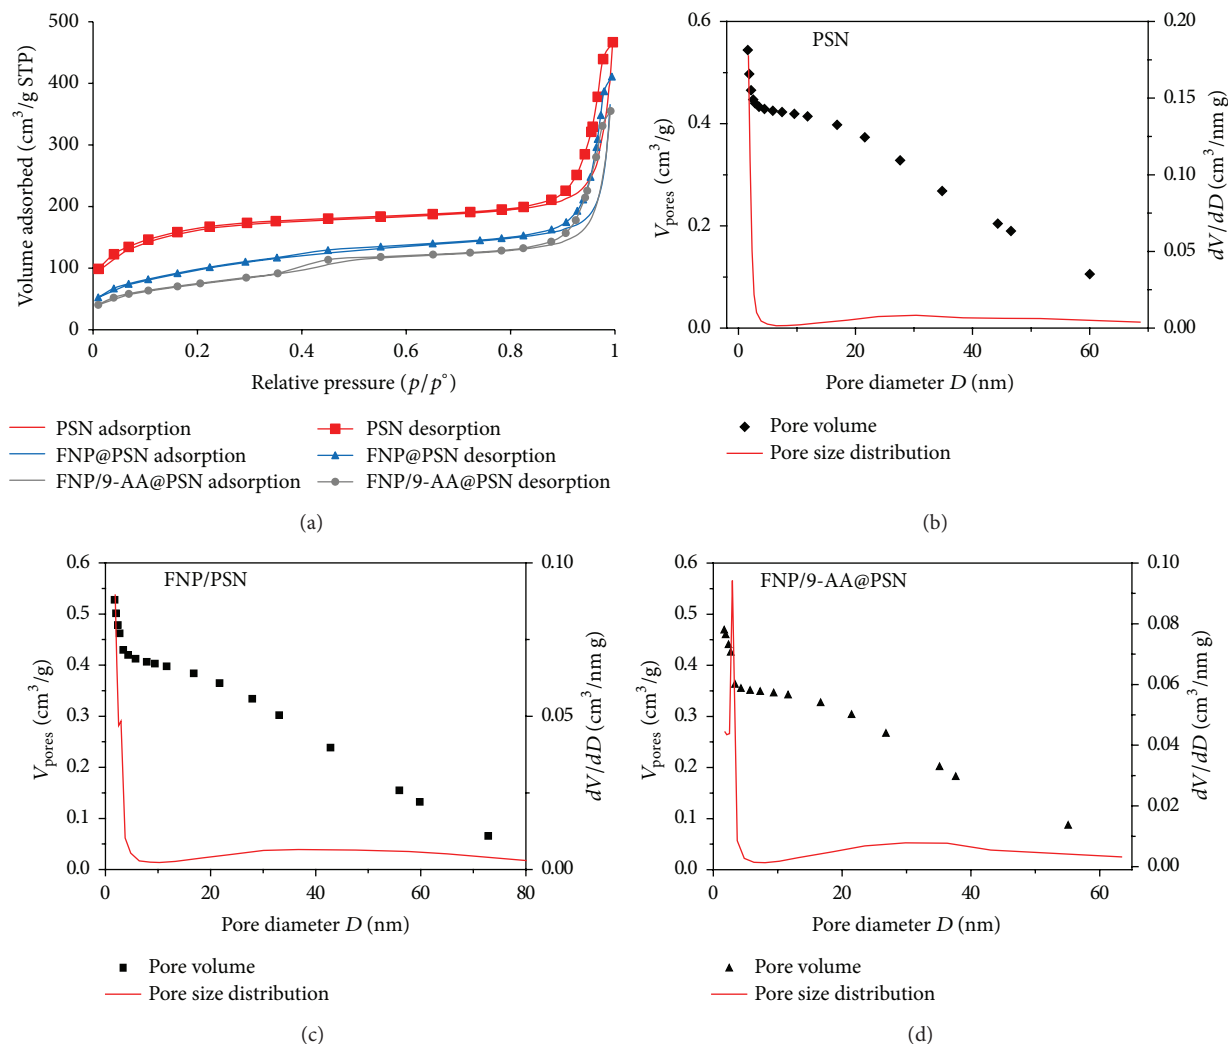 500
400
300
200
100
0
Volume adsorbed (cm³/g STP)
0 0.2 0.4 0.6 0.8 1
Relative pressure (p/p°)
PSN adsorption PSN desorption
FNP@PSN adsorption FNP@PSN desorption
FNP/9-AA@PSN adsorption FNP/9-AA@PSN desorption
(a)
PSN
0.6
0.4
0.2
0.0
V_pores (cm³/g)
0.20
0.15
0.10
0.05
0.00
dV/dD (cm³/nm g)
0 20 40 60
Pore diameter D (nm)
Pore volume
Pore size distribution
(b)
FNP/PSN
0.6
0.5
0.4
0.3
0.2
0.1
0.0
V_pores (cm³/g)
0.10
0.05
0.00
dV/dD (cm³/nm g)
0 20 40 60 80
Pore diameter D (nm)
Pore volume
Pore size distribution
(c)
FNP/9-AA@PSN
0.6
0.5
0.4
0.3
0.2
0.1
0.0
V_pores (cm³/g)
0.10
0.08
0.06
0.04
0.02
0.00
dV/dD (cm³/nm g)
0 20 40 60
Pore diameter D (nm)
Pore volume
Pore size distribution
(d)